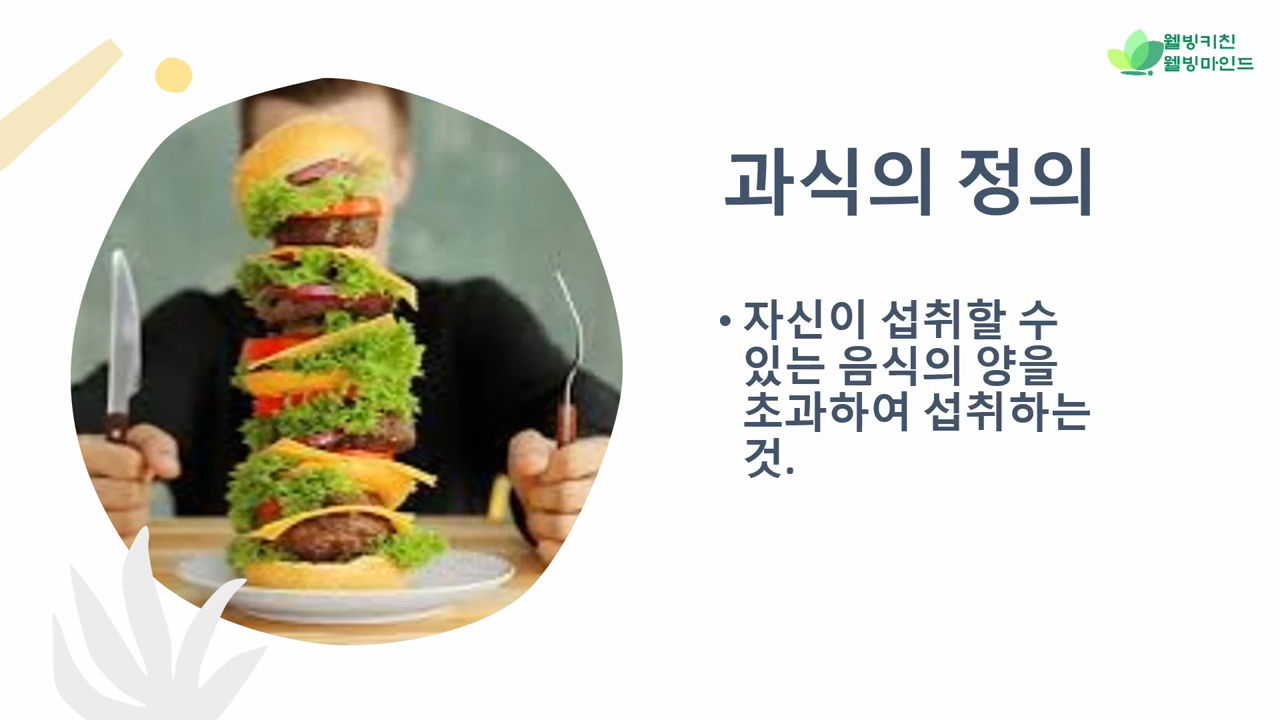 웰빙키친
웰빙마인드
과식의 정의
• 자신이 섭취할 수
있는 음식의 양을
초과하여 섭취하는
것.